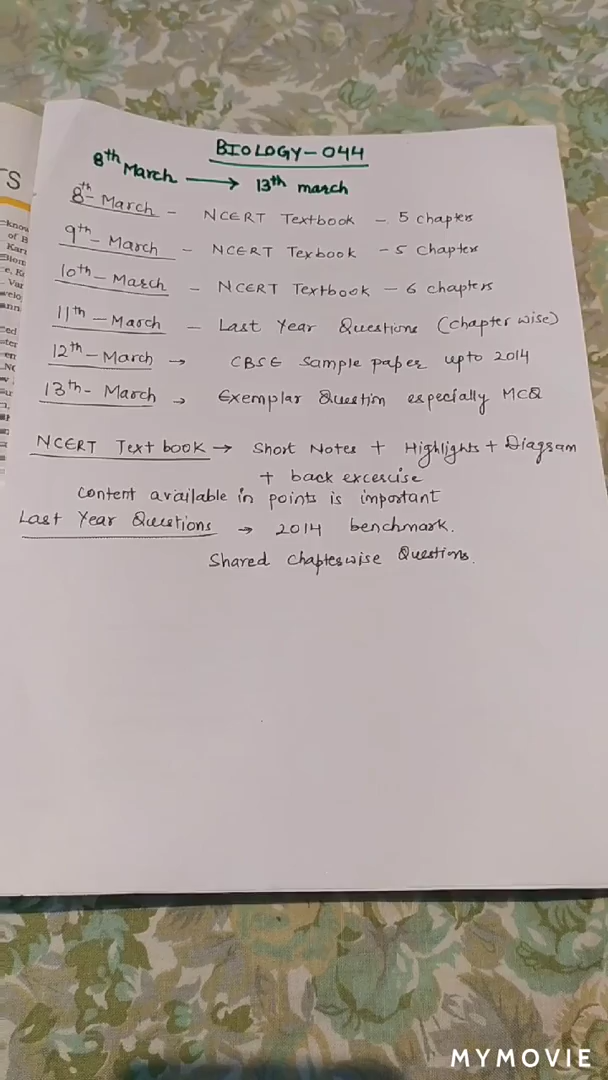 BIOLOGY-044
8th March → 13th march
8th March - NCERT Textbook - 5 chapters
9th-March - NCERT Texbook - 5 Chapters
10th-March - NCERT Textbook - 6 chapters
11th-March - Last Year Questions (chapter wise)
12th-March → CBSE sample paper upto 2014
13th-March → Exemplar Question especially MCQ
NCERT Text book → Short Notes + Highlights + Diagram
+ back excercise
content available in points is important
Last Year Questions → 2014 benchmark.
Shared Chapterwise Questions.
MYMOVIE